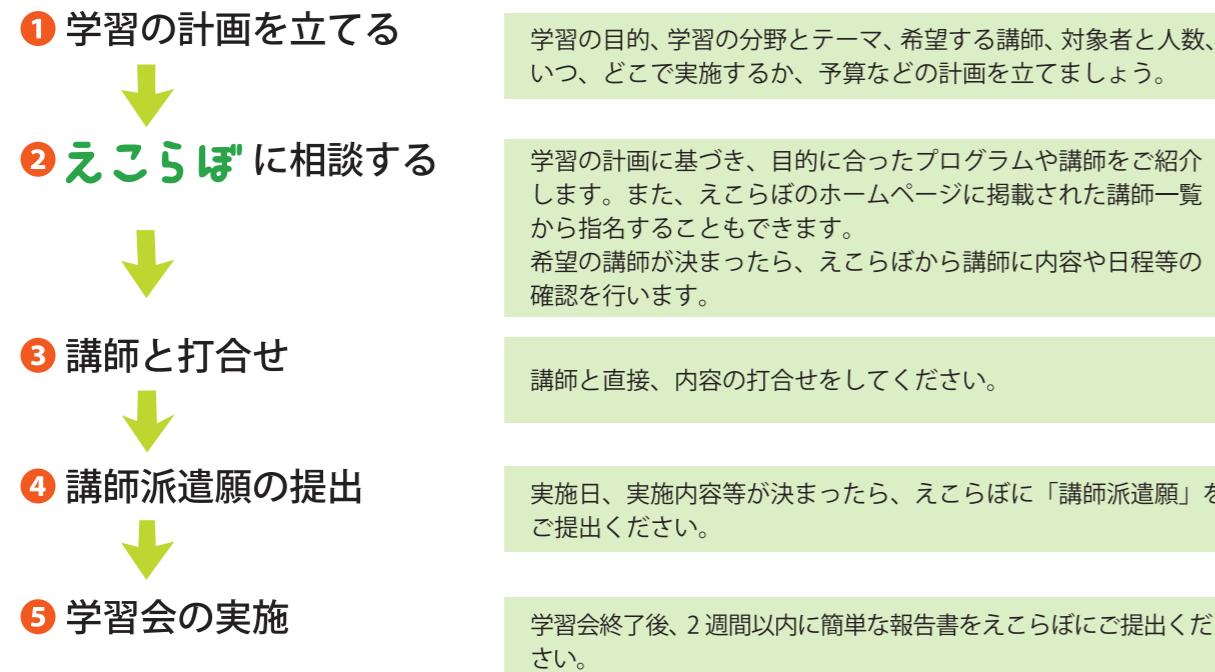 ❶ 学習の計画を立てる
学習の目的、学習の分野とテーマ、希望する講師、対象者と人数、
いつ、どこで実施するか、予算などの計画を立てましょう。
❷ えこらぼ に相談する
学習の計画に基づき、目的に合ったプログラムや講師をご紹介
します。また、えこらぼのホームページに掲載された講師一覧
から指名することもできます。
希望の講師が決まったら、えこらぼから講師に内容や日程等の
確認を行います。
❸ 講師と打合せ
講師と直接、内容の打合せをしてください。
❹ 講師派遣願の提出
実施日、実施内容等が決まったら、えこらぼに「講師派遣願」を
ご提出ください。
❺ 学習会の実施
学習会終了後、2 週間以内に簡単な報告書をえこらぼにご提出くだ
さい。